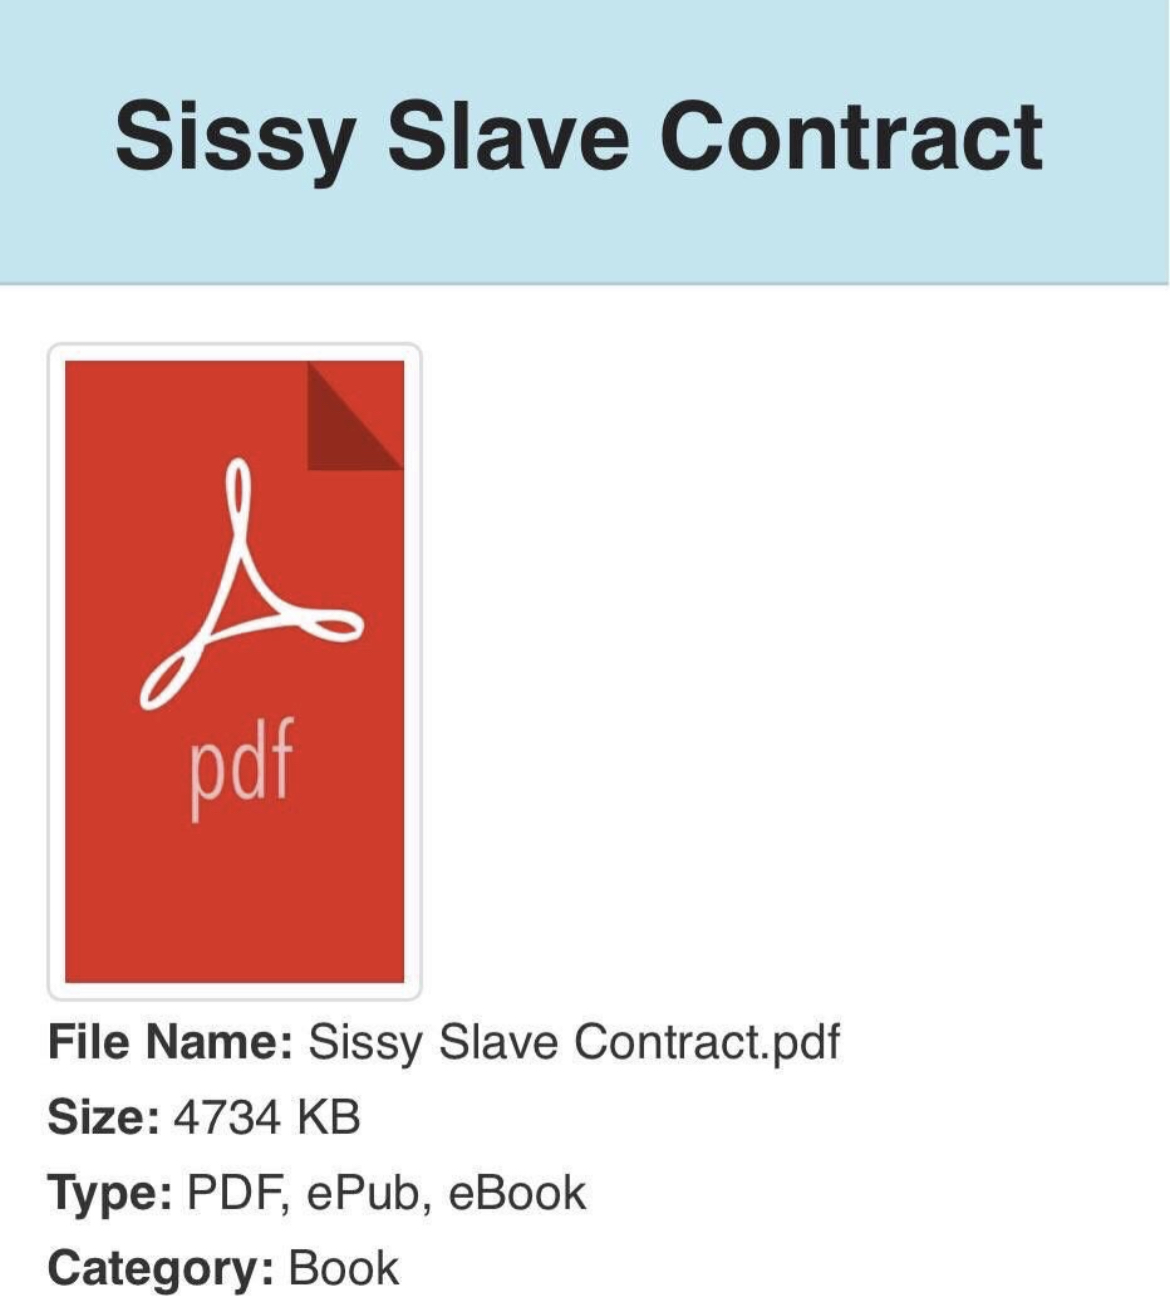 Sissy Slave Contract
pdf
File Name: Sissy Slave Contract.pdf
Size: 4734 KB
Type: PDF, ePub, eBook
Category: Book